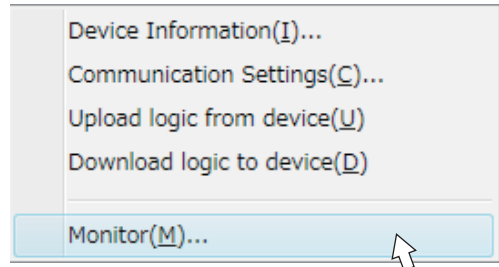 Device Information(I)...
Communication Settings(C)...
Upload logic from device(U)
Download logic to device(D)
Monitor(M)...